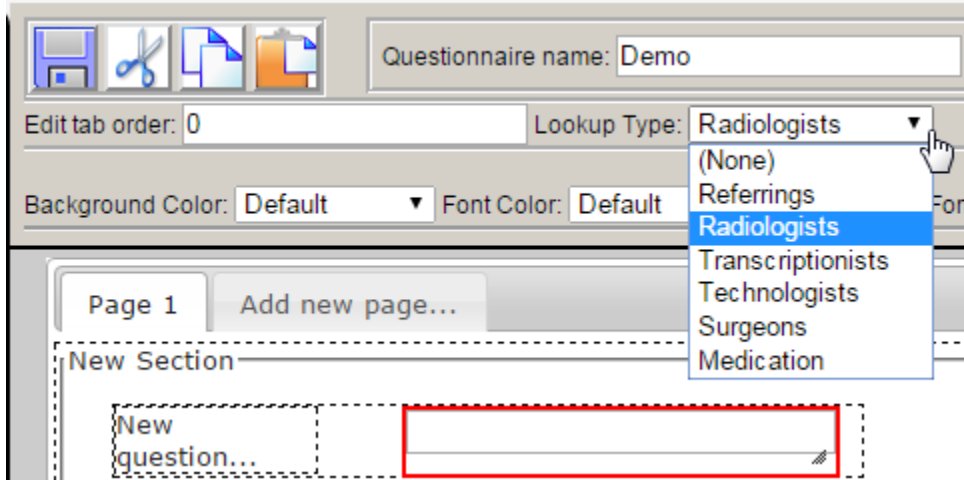 Questionnaire name: Demo
Edit tab order: 0 Lookup Type: Radiologists
(None)
Referrings
Background Color: Default Font Color: Default For
Radiologists
Transcriptionists
Technologists
Surgeons
Medication
Page 1 Add new page...
New Section
New
question...